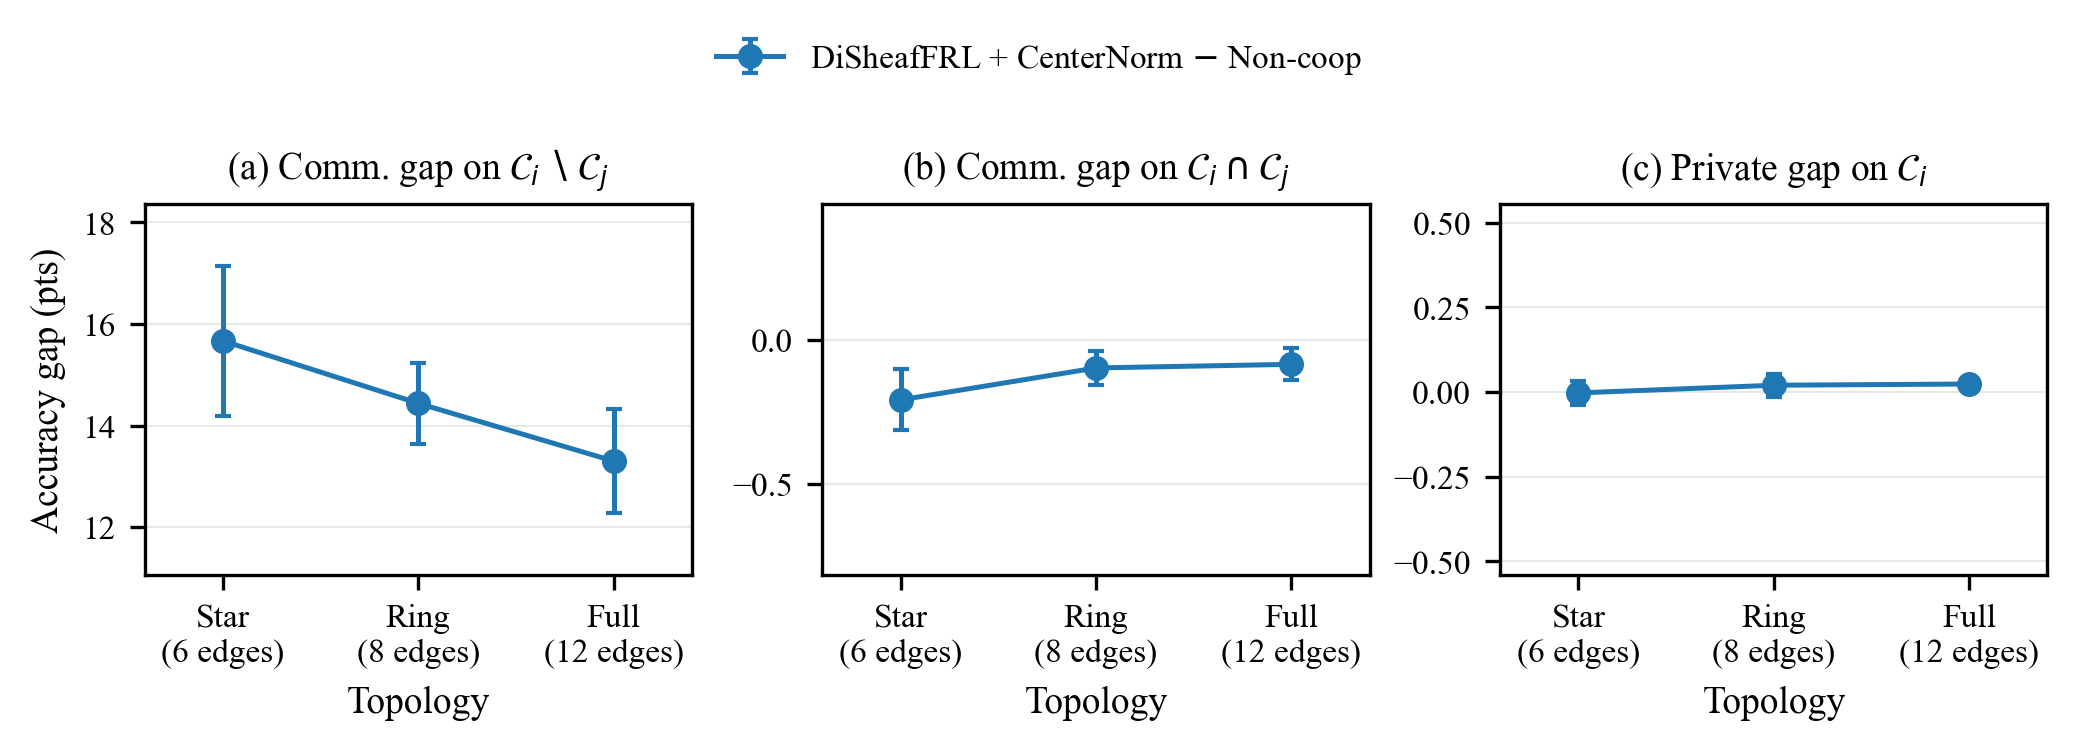 DiSheafFRL + CenterNorm − Non-coop
(a) Comm. gap on 𝒞i \ 𝒞j
Accuracy gap (pts)
18
16
14
12
Star
(6 edges)
Ring
(8 edges)
Full
(12 edges)
Topology
(b) Comm. gap on 𝒞i ∩ 𝒞j
0.0
−0.5
Star
(6 edges)
Ring
(8 edges)
Full
(12 edges)
Topology
(c) Private gap on 𝒞i
0.50
0.25
0.00
−0.25
−0.50
Star
(6 edges)
Ring
(8 edges)
Full
(12 edges)
Topology